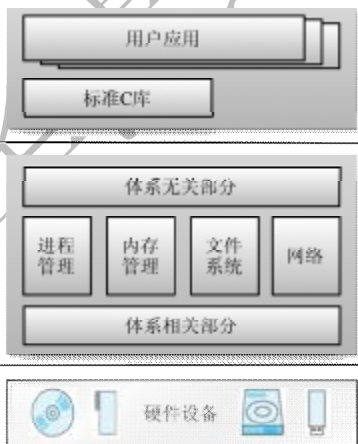 用户应用
标准C库
体系无关部分
进程
管理
内存
管理
文件
系统
网络
体系相关部分
硬件设备